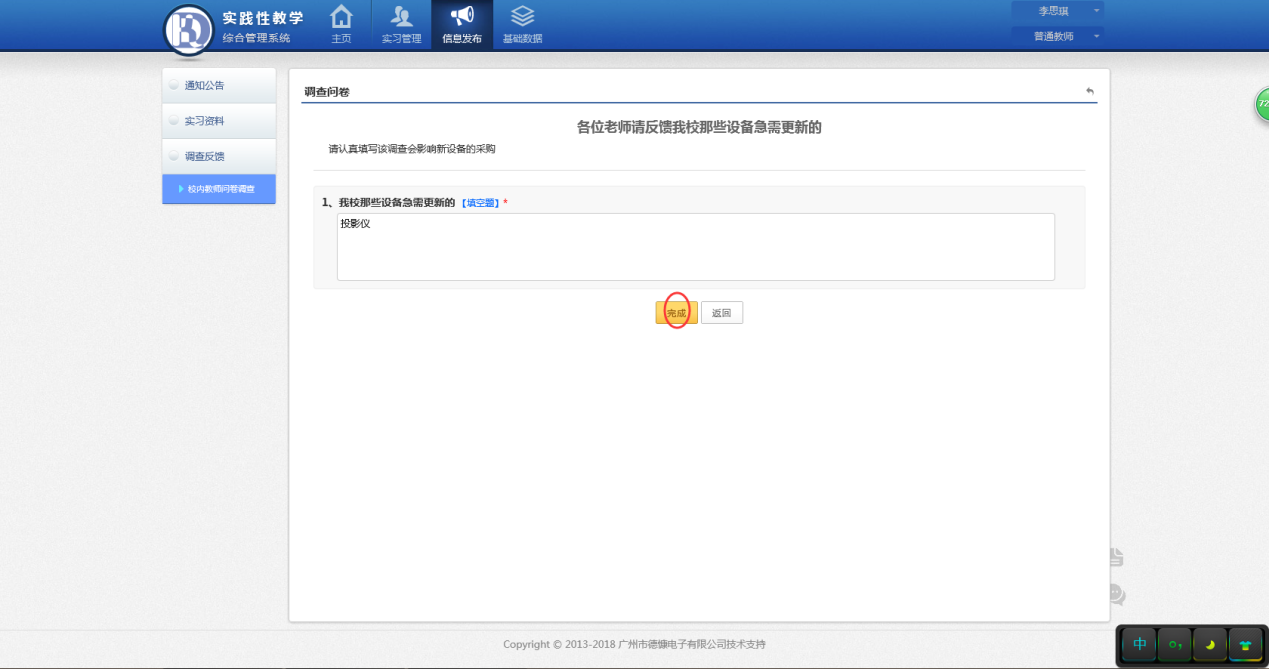 实践性教学
综合管理系统
主页
实习管理
信息发布
基础数据
李思琪
普通教师
通知公告
实习资料
调查反馈
校内教师问卷调查
调查问卷
各位老师请反馈我校那些设备急需更新的
请认真填写该调查会影响新设备的采购
1、我校那些设备急需更新的【填空题】*
投影仪
完成
返回
72
Copyright © 2013-2018 广州市德慷电子有限公司技术支持
中